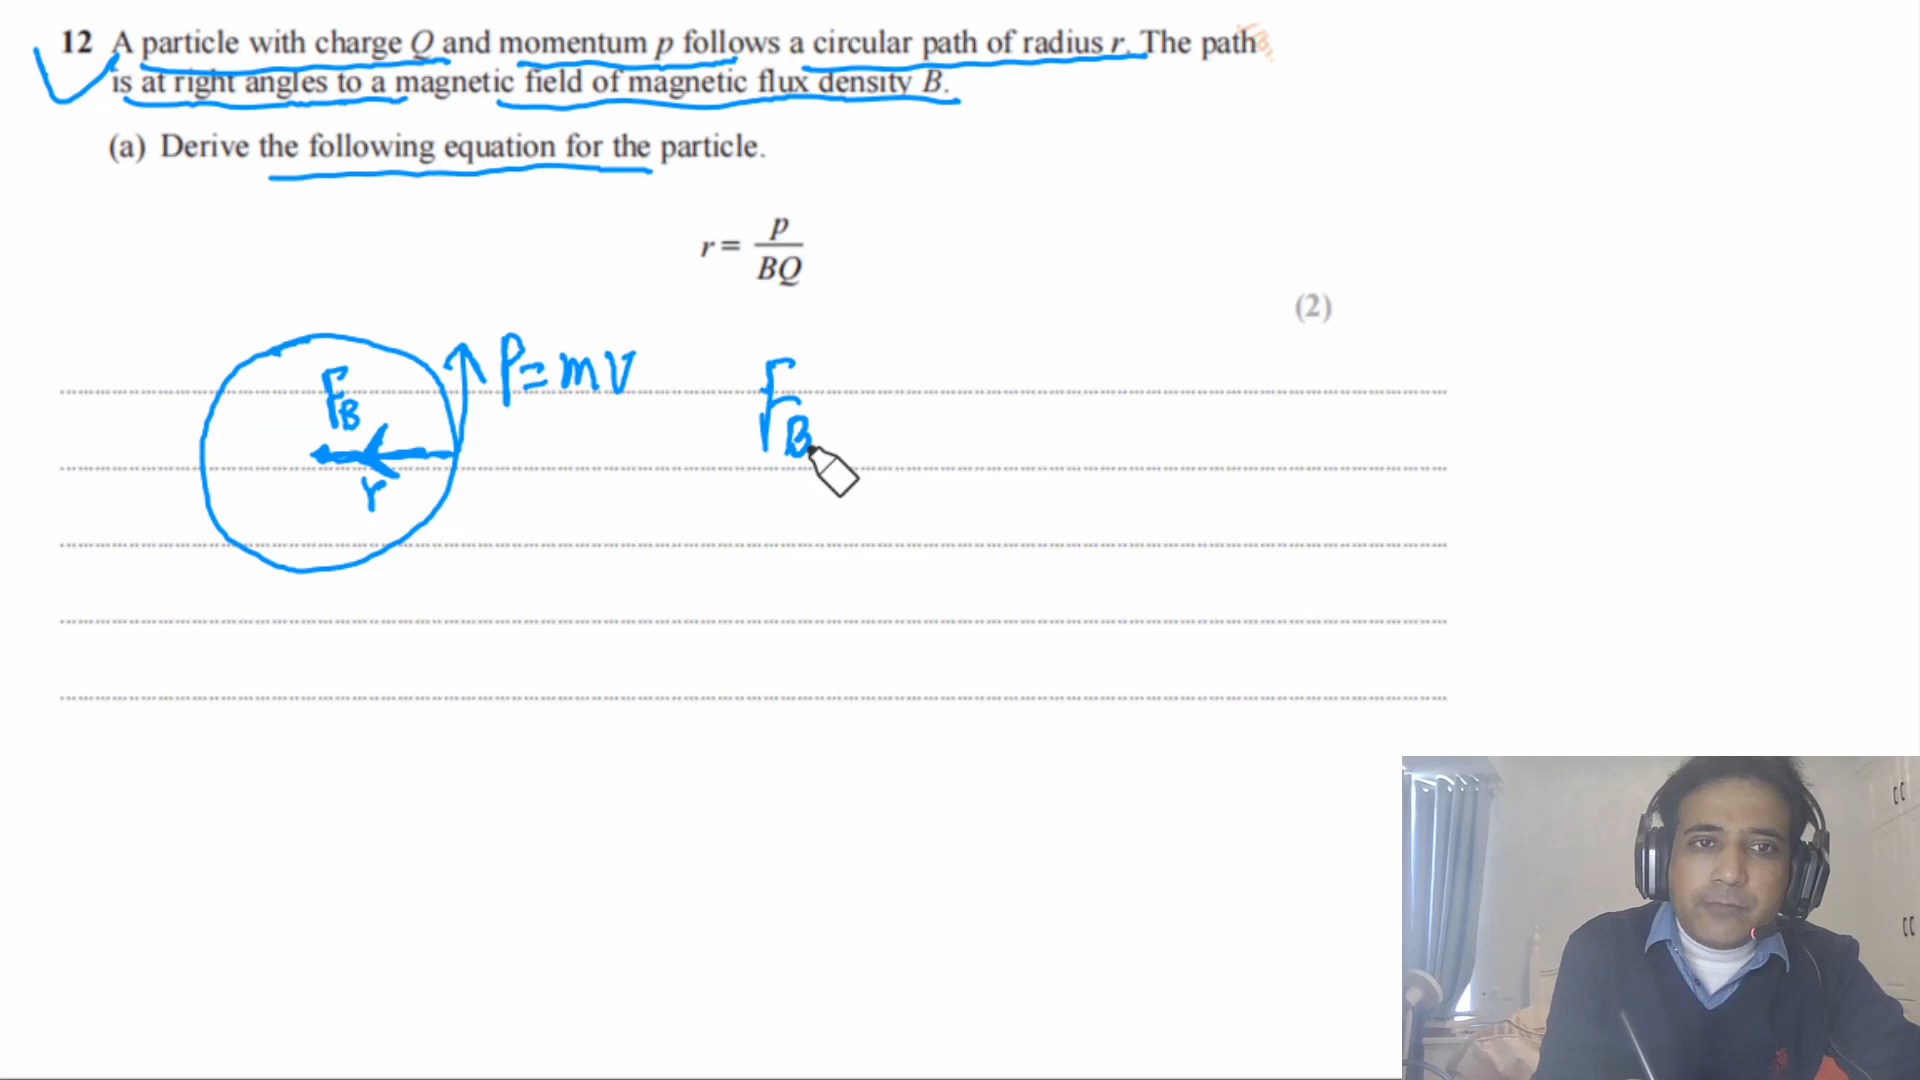 12 A particle with charge Q and momentum p follows a circular path of radius r. The path
is at right angles to a magnetic field of magnetic flux density B.
(a) Derive the following equation for the particle.
r = p / BQ
(2)
P = mv
F_B
F_B
r